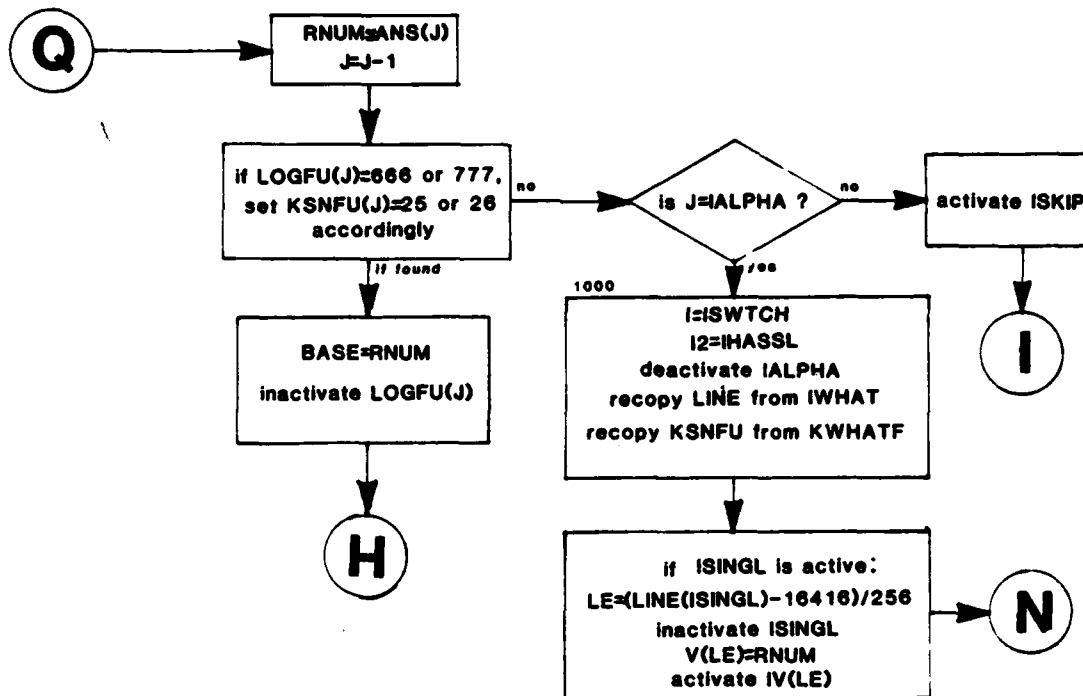 Q
RNUM=ANS(J)
J=J-1
if LOGFU(J)=666 or 777,
set KSNFU(J)=25 or 26
accordingly
no
is J=IALPHA ?
no
activate ISKIP
if found
yes
1000
BASE=RNUM
inactivate LOGFU(J)
I=ISWTCH
I2=IHASSL
deactivate IALPHA
recopy LINE from IWHAT
recopy KSNFU from KWHATF
I
H
if ISINGL is active:
LE=(LINE(ISINGL)-16416)/256
inactivate ISINGL
V(LE)=RNUM
activate IV(LE)
N